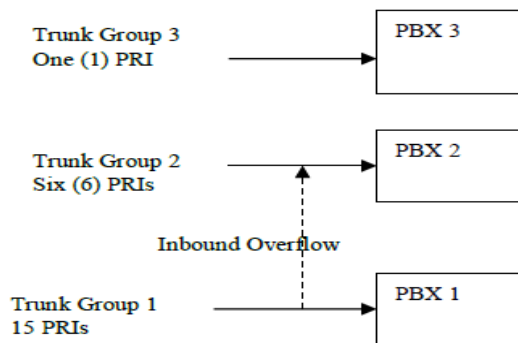 Trunk Group 3
One (1) PRI
PBX 3
Trunk Group 2
Six (6) PRIs
PBX 2
Inbound Overflow
Trunk Group 1
15 PRIs
PBX 1